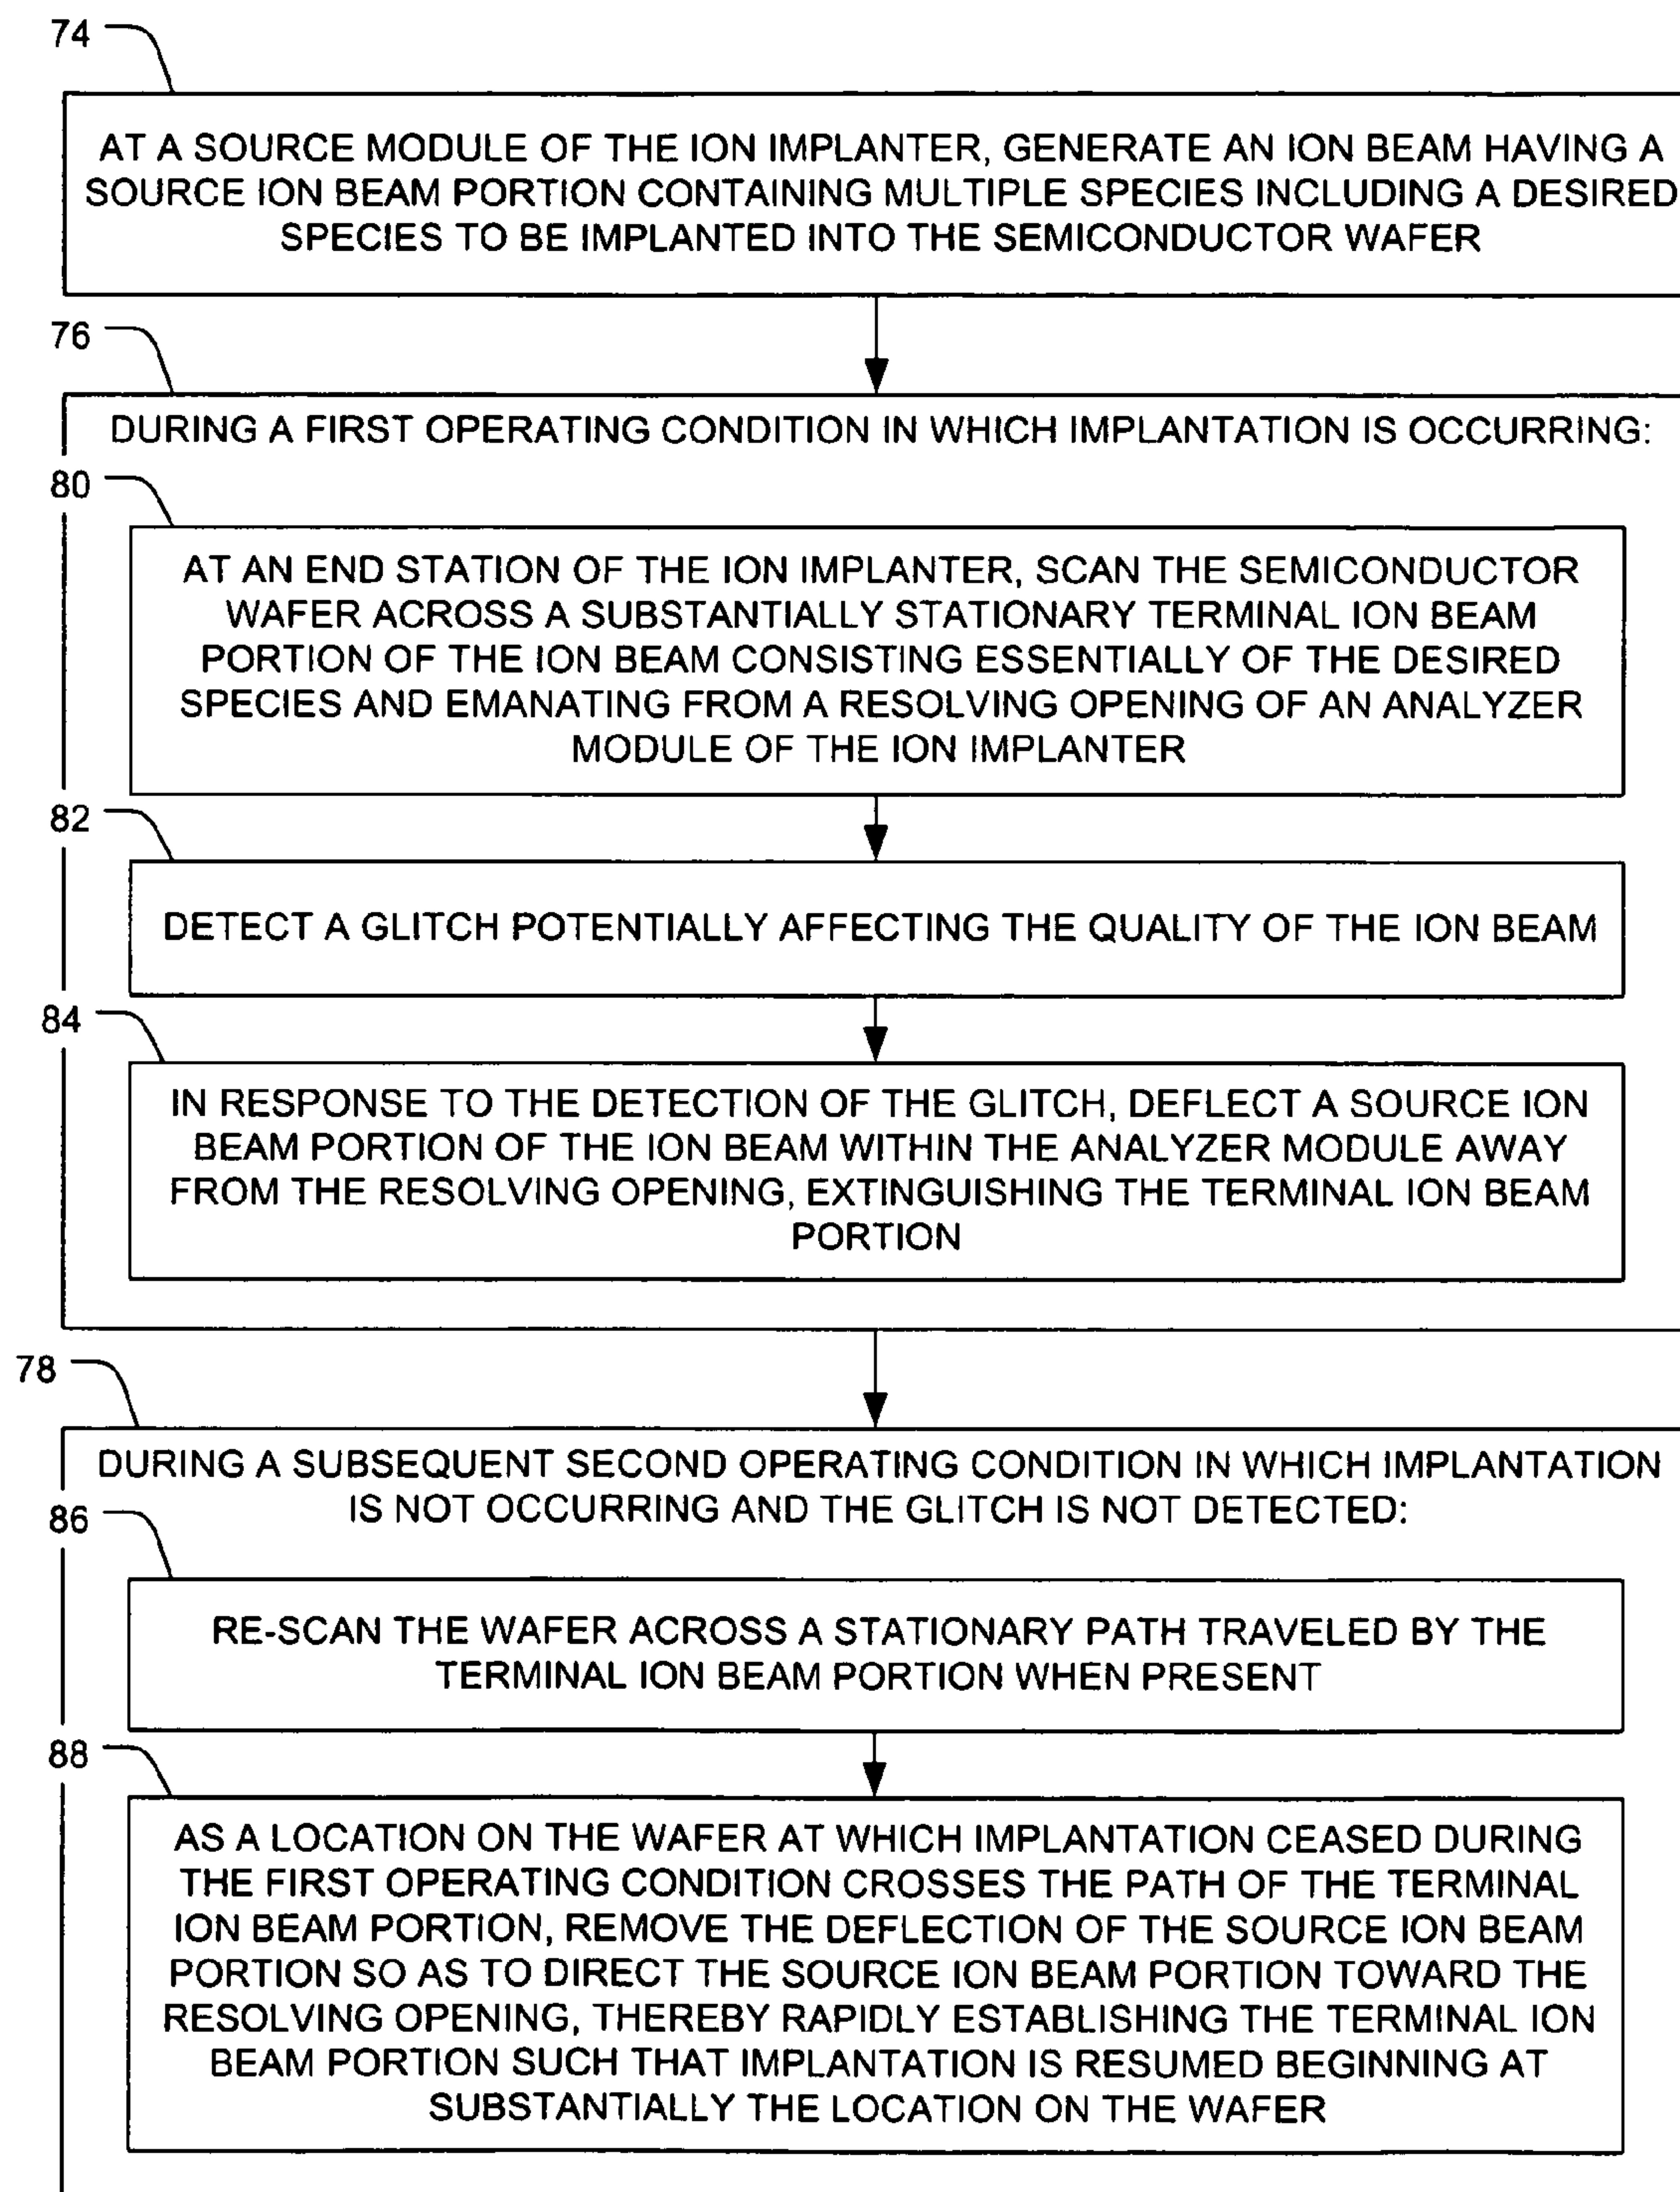 74
AT A SOURCE MODULE OF THE ION IMPLANTER, GENERATE AN ION BEAM HAVING A
SOURCE ION BEAM PORTION CONTAINING MULTIPLE SPECIES INCLUDING A DESIRED
SPECIES TO BE IMPLANTED INTO THE SEMICONDUCTOR WAFER
76
DURING A FIRST OPERATING CONDITION IN WHICH IMPLANTATION IS OCCURRING:
80
AT AN END STATION OF THE ION IMPLANTER, SCAN THE SEMICONDUCTOR
WAFER ACROSS A SUBSTANTIALLY STATIONARY TERMINAL ION BEAM
PORTION OF THE ION BEAM CONSISTING ESSENTIALLY OF THE DESIRED
SPECIES AND EMANATING FROM A RESOLVING OPENING OF AN ANALYZER
MODULE OF THE ION IMPLANTER
82
DETECT A GLITCH POTENTIALLY AFFECTING THE QUALITY OF THE ION BEAM
84
IN RESPONSE TO THE DETECTION OF THE GLITCH, DEFLECT A SOURCE ION
BEAM PORTION OF THE ION BEAM WITHIN THE ANALYZER MODULE AWAY
FROM THE RESOLVING OPENING, EXTINGUISHING THE TERMINAL ION BEAM
PORTION
78
DURING A SUBSEQUENT SECOND OPERATING CONDITION IN WHICH IMPLANTATION
IS NOT OCCURRING AND THE GLITCH IS NOT DETECTED:
86
RE-SCAN THE WAFER ACROSS A STATIONARY PATH TRAVELED BY THE
TERMINAL ION BEAM PORTION WHEN PRESENT
88
AS A LOCATION ON THE WAFER AT WHICH IMPLANTATION CEASED DURING
THE FIRST OPERATING CONDITION CROSSES THE PATH OF THE TERMINAL
ION BEAM PORTION, REMOVE THE DEFLECTION OF THE SOURCE ION BEAM
PORTION SO AS TO DIRECT THE SOURCE ION BEAM PORTION TOWARD THE
RESOLVING OPENING, THEREBY RAPIDLY ESTABLISHING THE TERMINAL ION
BEAM PORTION SUCH THAT IMPLANTATION IS RESUMED BEGINNING AT
SUBSTANTIALLY THE LOCATION ON THE WAFER